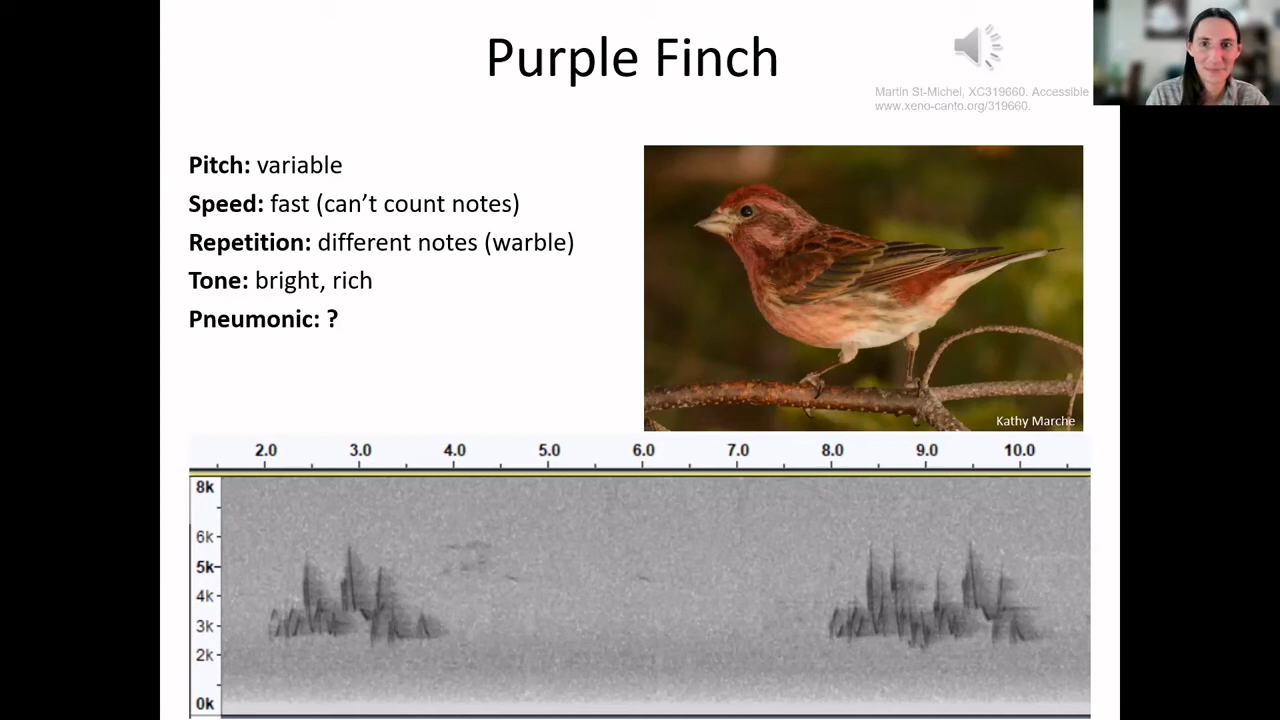 Purple Finch
Martin St-Michel, XC319660. Accessible
www.xeno-canto.org/319660.
Pitch: variable
Speed: fast (can’t count notes)
Repetition: different notes (warble)
Tone: bright, rich
Pneumonic: ?
Kathy Marche
2.0 3.0 4.0 5.0 6.0 7.0 8.0 9.0 10.0
8k
6k
5k
4k
3k
2k
0k